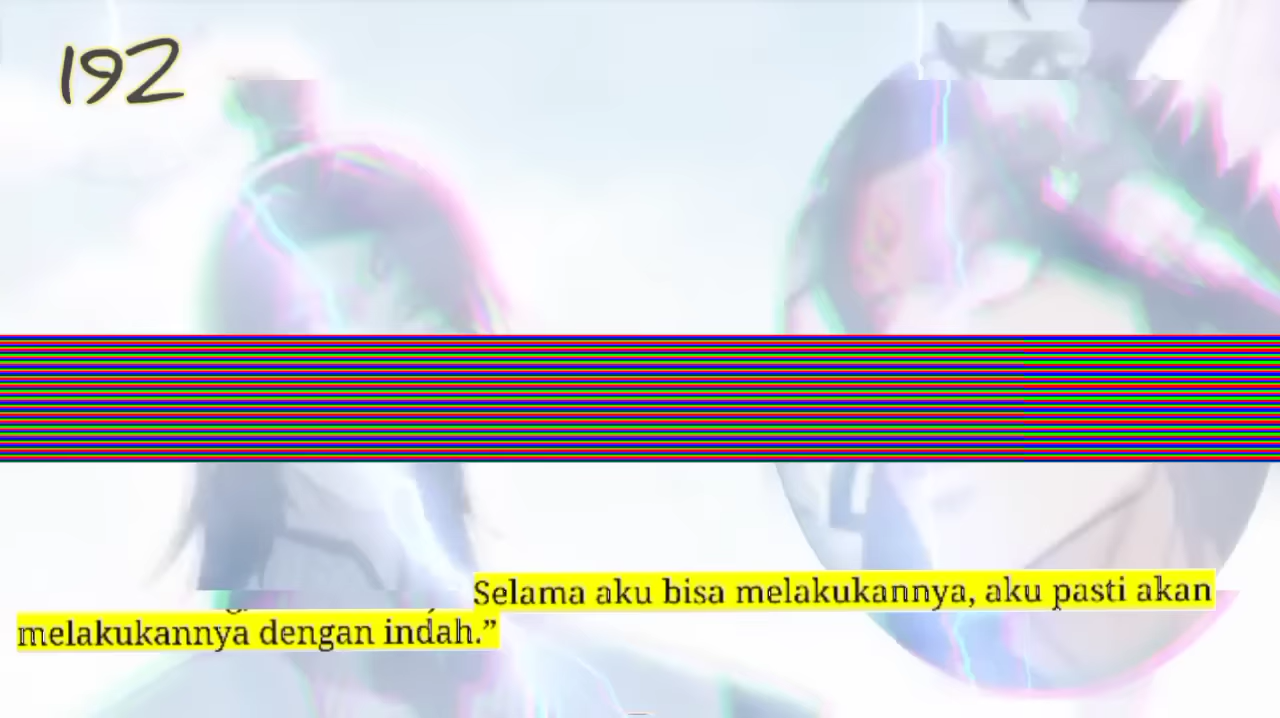 192
Selama aku bisa melakukannya, aku pasti akan
melakukannya dengan indah.”